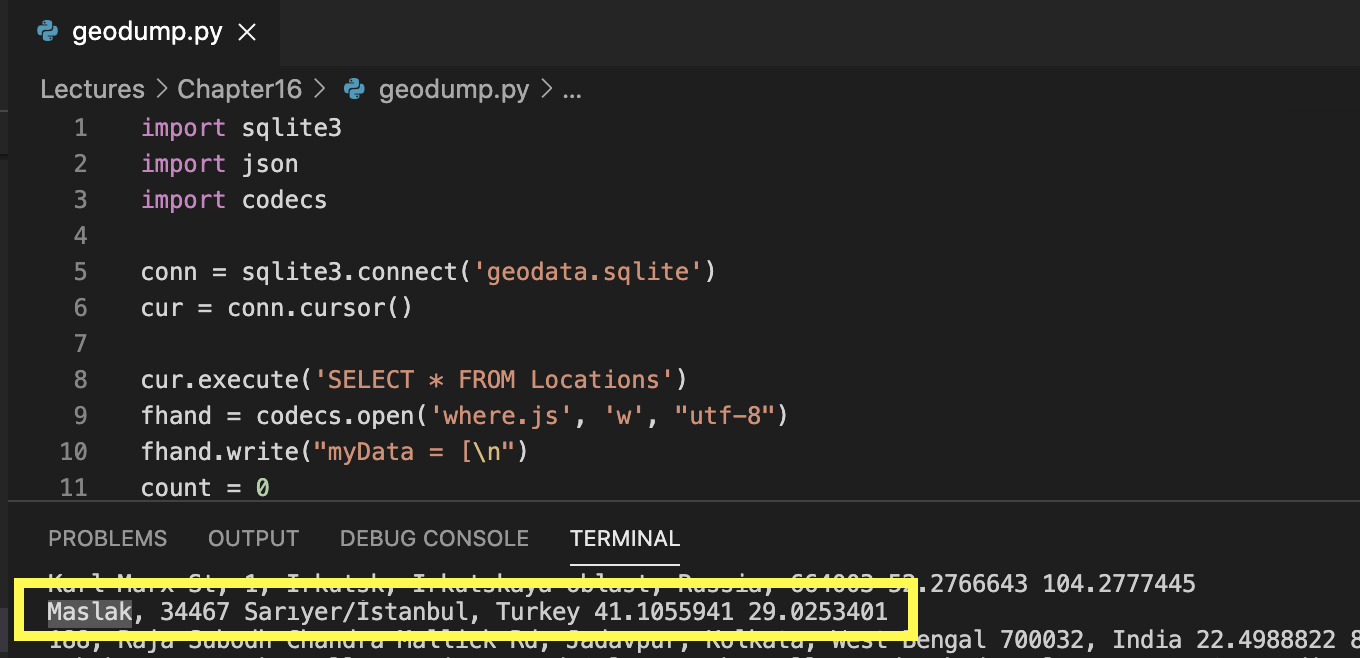 geodump.py
Lectures > Chapter16 > geodump.py > ...
1 import sqlite3
2 import json
3 import codecs
4
5 conn = sqlite3.connect('geodata.sqlite')
6 cur = conn.cursor()
7
8 cur.execute('SELECT * FROM Locations')
9 fhand = codecs.open('where.js', 'w', "utf-8")
10 fhand.write("myData = [\n")
11 count = 0
PROBLEMS OUTPUT DEBUG CONSOLE TERMINAL
Karl Marx St, 1, Irkutsk, Irkutskaya oblast, Russia, 664003 52.2766643 104.2777445
Maslak, 34467 Sarıyer/İstanbul, Turkey 41.1055941 29.0253401
188, Raja Subodh Chandra Mallick Rd, Jadavpur, Kolkata, West Bengal 700032, India 22.4988822 8